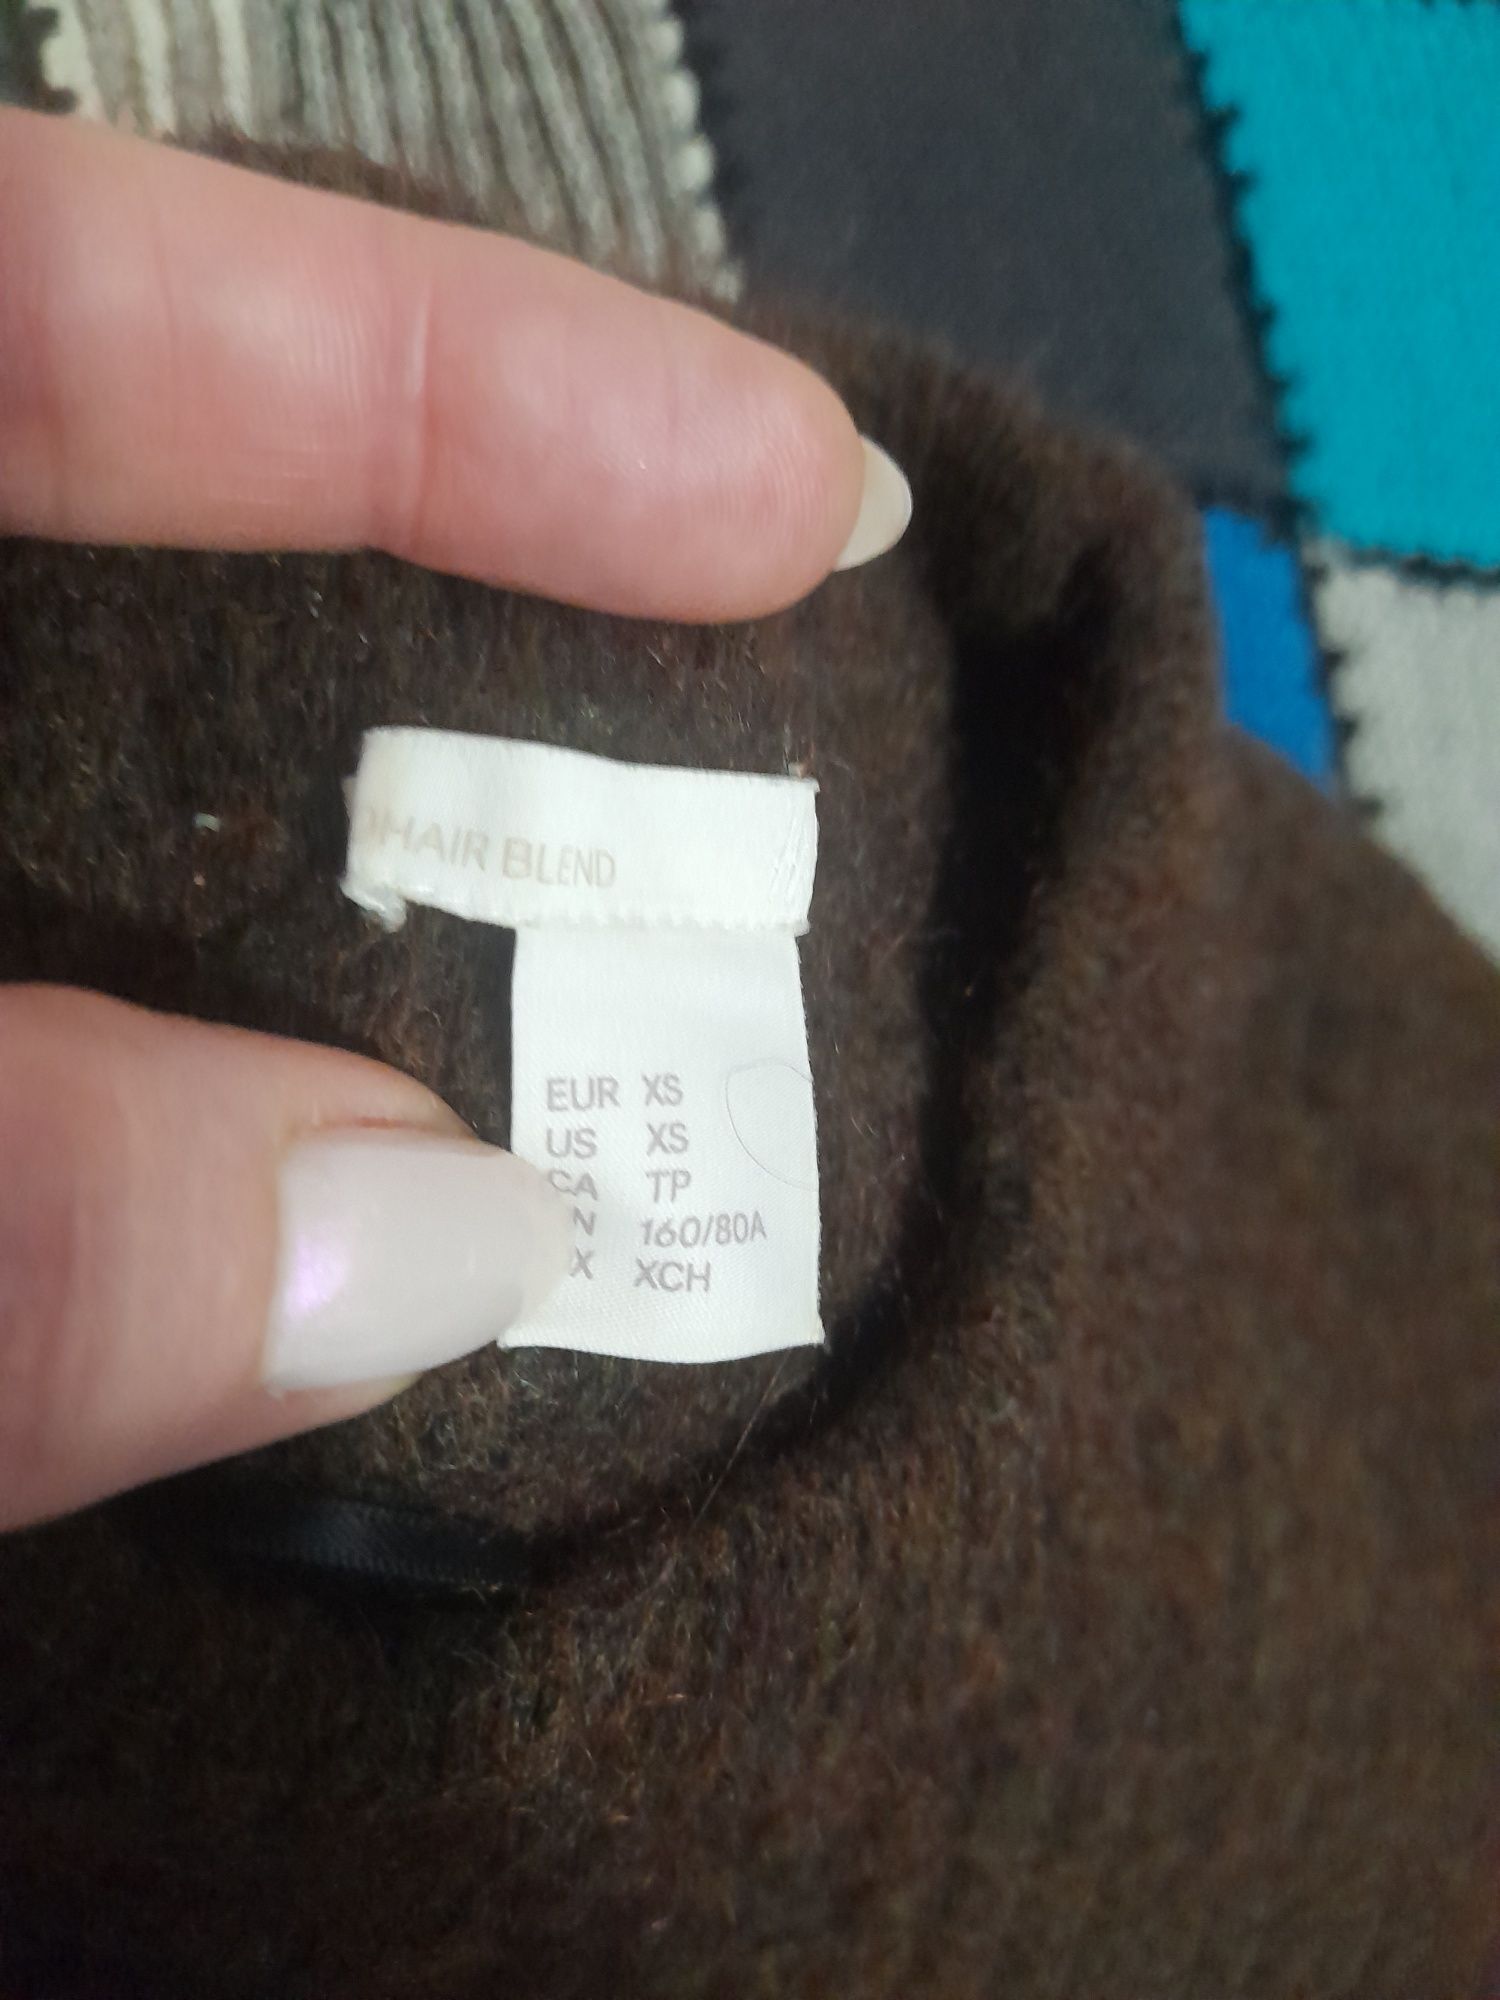 OHAIR BLEND
EUR XS
US XS
CA TP
N 160/80A
X XCH